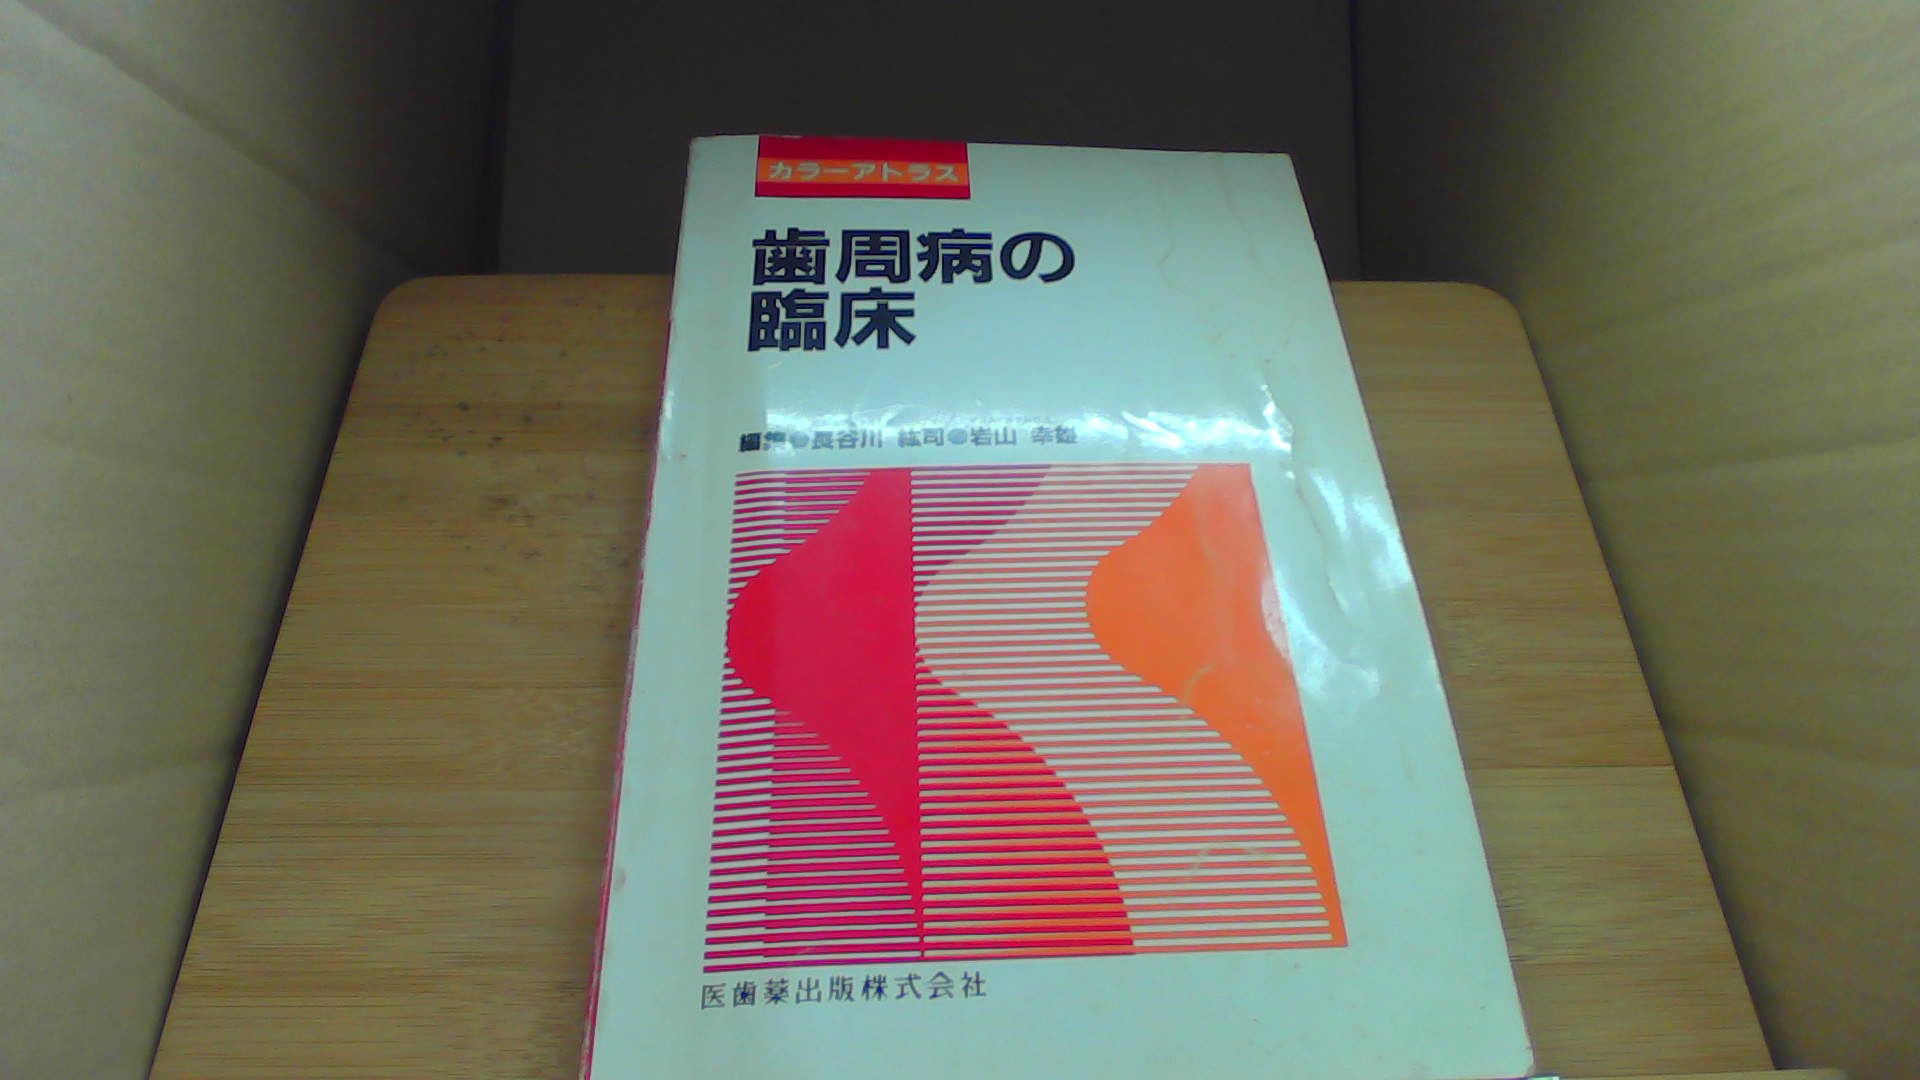 カラーアトラス
歯周病の
臨床
編集●長谷川 紘司●岩山 幸雄
医歯薬出版株式会社